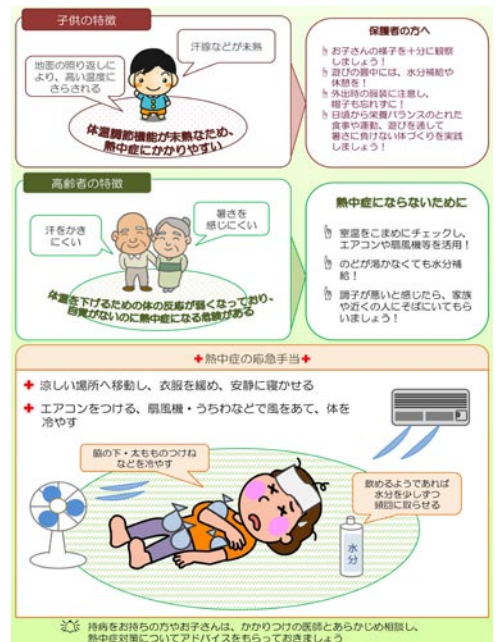 子供の特徴
地面の照り返しに
より、高い温度に
さらされる
汗腺などが未熟
体温調節機能が未熟なため、
熱中症にかかりやすい
保護者の方へ
お子さんの様子を十分に観察
しましょう！
遊びの最中には、水分補給や
休憩を！
外出時の服装に注意し、
帽子も忘れずに！
日頃から栄養バランスのとれた
食事や運動、遊びを通して
暑さに負けない体づくりを実践
しましょう！
高齢者の特徴
汗をかき
にくい
暑さを
感じにくい
体温を下げるための体の反応が弱くなっており、
自覚がないのに熱中症になる危険がある
熱中症にならないために
室温をこまめにチェックし、
エアコンや扇風機等を活用！
のどが渇かなくても水分補
給！
調子が悪いと感じたら、家族
や近くの人にそばにいてもら
いましょう！
熱中症の応急手当
涼しい場所へ移動し、衣服を緩め、安静に寝かせる
エアコンをつける、扇風機・うちわなどで風をあて、体を
冷やす
脇の下・太もものつけね
などを冷やす
飲めるようであれば
水分を少しずつ
頻回に取らせる
水
分
持病をお持ちの方やお子さんは、かかりつけの医師とあらかじめ相談し、
熱中症対策についてアドバイスをもらっておきましょう